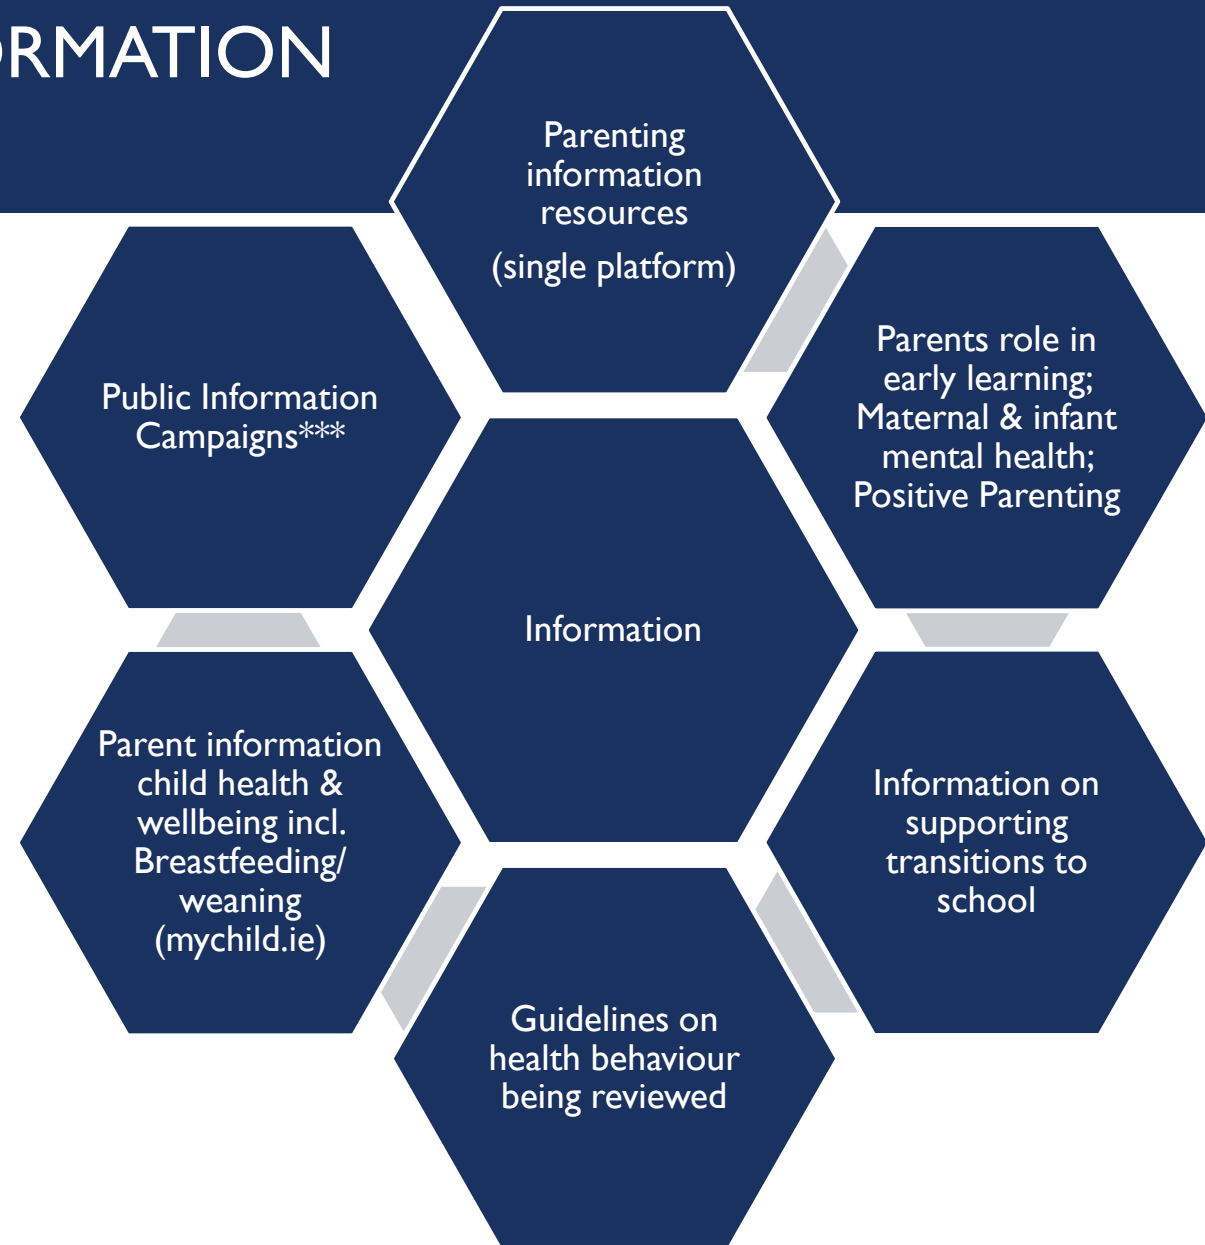 ORMATION
Parenting
information
resources
(single platform)
Parents role in
early learning;
Maternal & infant
mental health;
Positive Parenting
Public Information
Campaigns***
Information
Parent information
child health &
wellbeing incl.
Breastfeeding/
weaning
(mychild.ie)
Information on
supporting
transitions to
school
Guidelines on
health behaviour
being reviewed